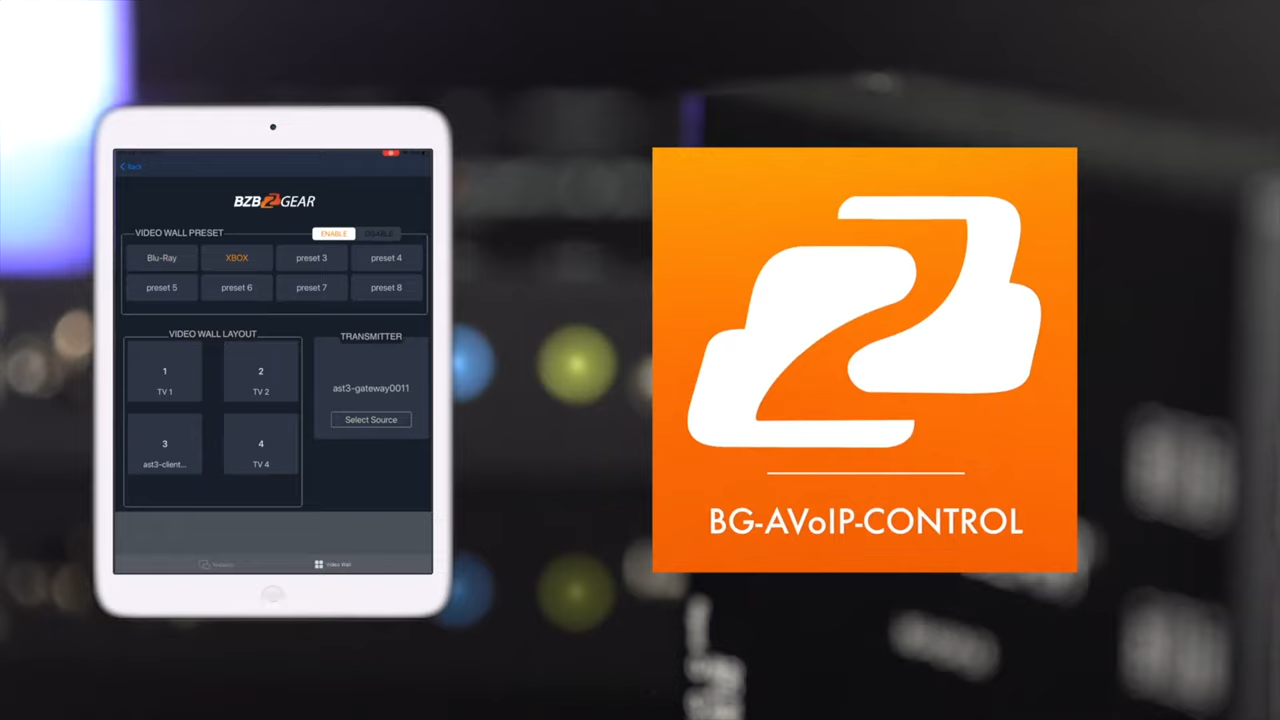 Back
BZB GEAR
VIDEO WALL PRESET
ENABLE
DISABLE
Blu-Ray
XBOX
preset 3
preset 4
preset 5
preset 6
preset 7
preset 8
VIDEO WALL LAYOUT
1
TV 1
2
TV 2
3
ast3-client...
4
TV 4
TRANSMITTER
ast3-gateway0011
Select Source
Video Wall
BG-AVoIP-CONTROL